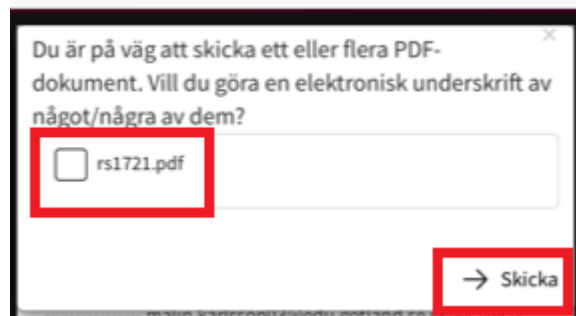 Du är på väg att skicka ett eller flera PDF-
dokument. Vill du göra en elektronisk underskrift av
något/några av dem?
rs1721.pdf
→ Skicka